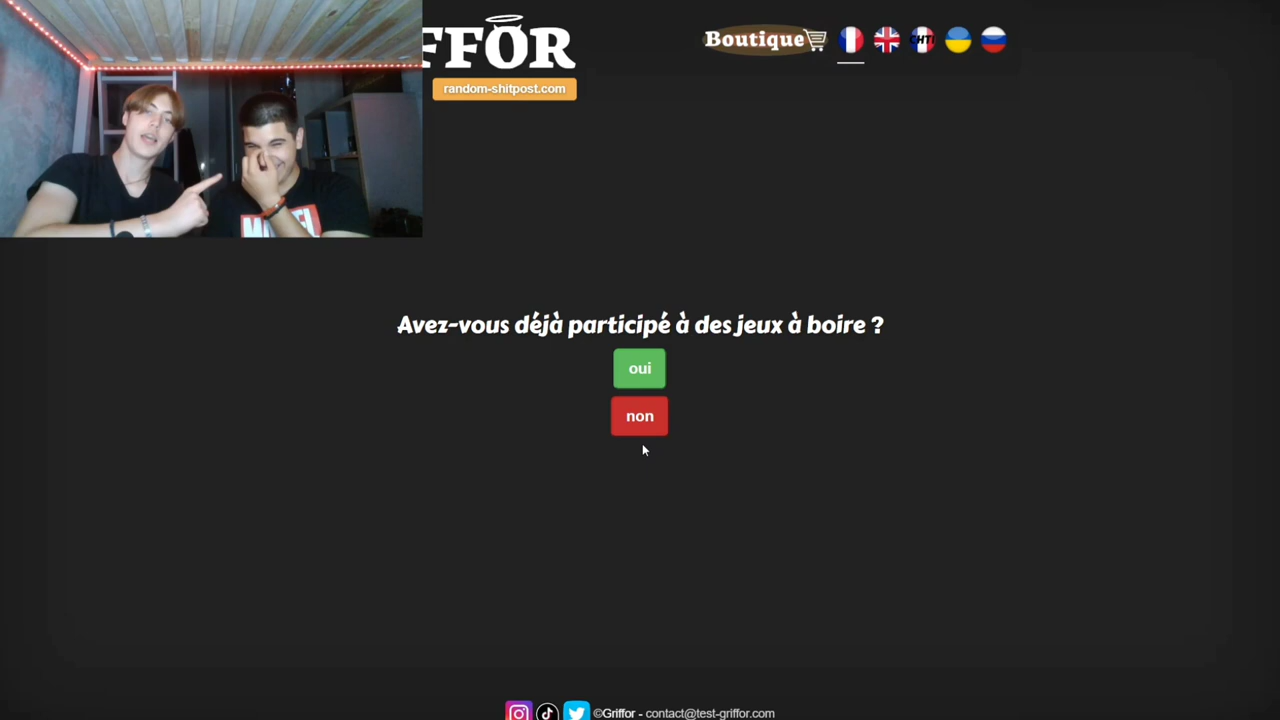 FFOR
random-shitpost.com
Boutique
CHTI
Avez-vous déjà participé à des jeux à boire ?
oui
non
©Griffor - contact@test-griffor.com